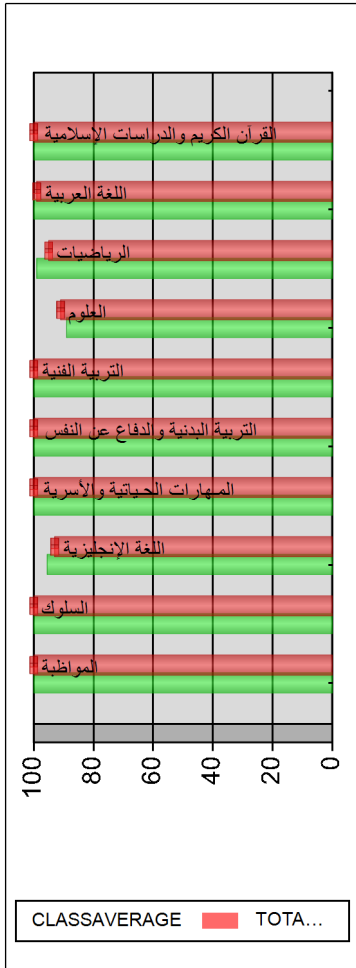 القرآن الكريم والدراسات الإسلامية
اللغة العربية
الرياضيات
العلوم
التربية الفنية
التربية البدنية والدفاع عن النفس
المهارات الحياتية والأسرية
اللغة الإنجليزية
السلوك
المواظبة
100 80 60 40 20 0
CLASSAVERAGE TOTA...